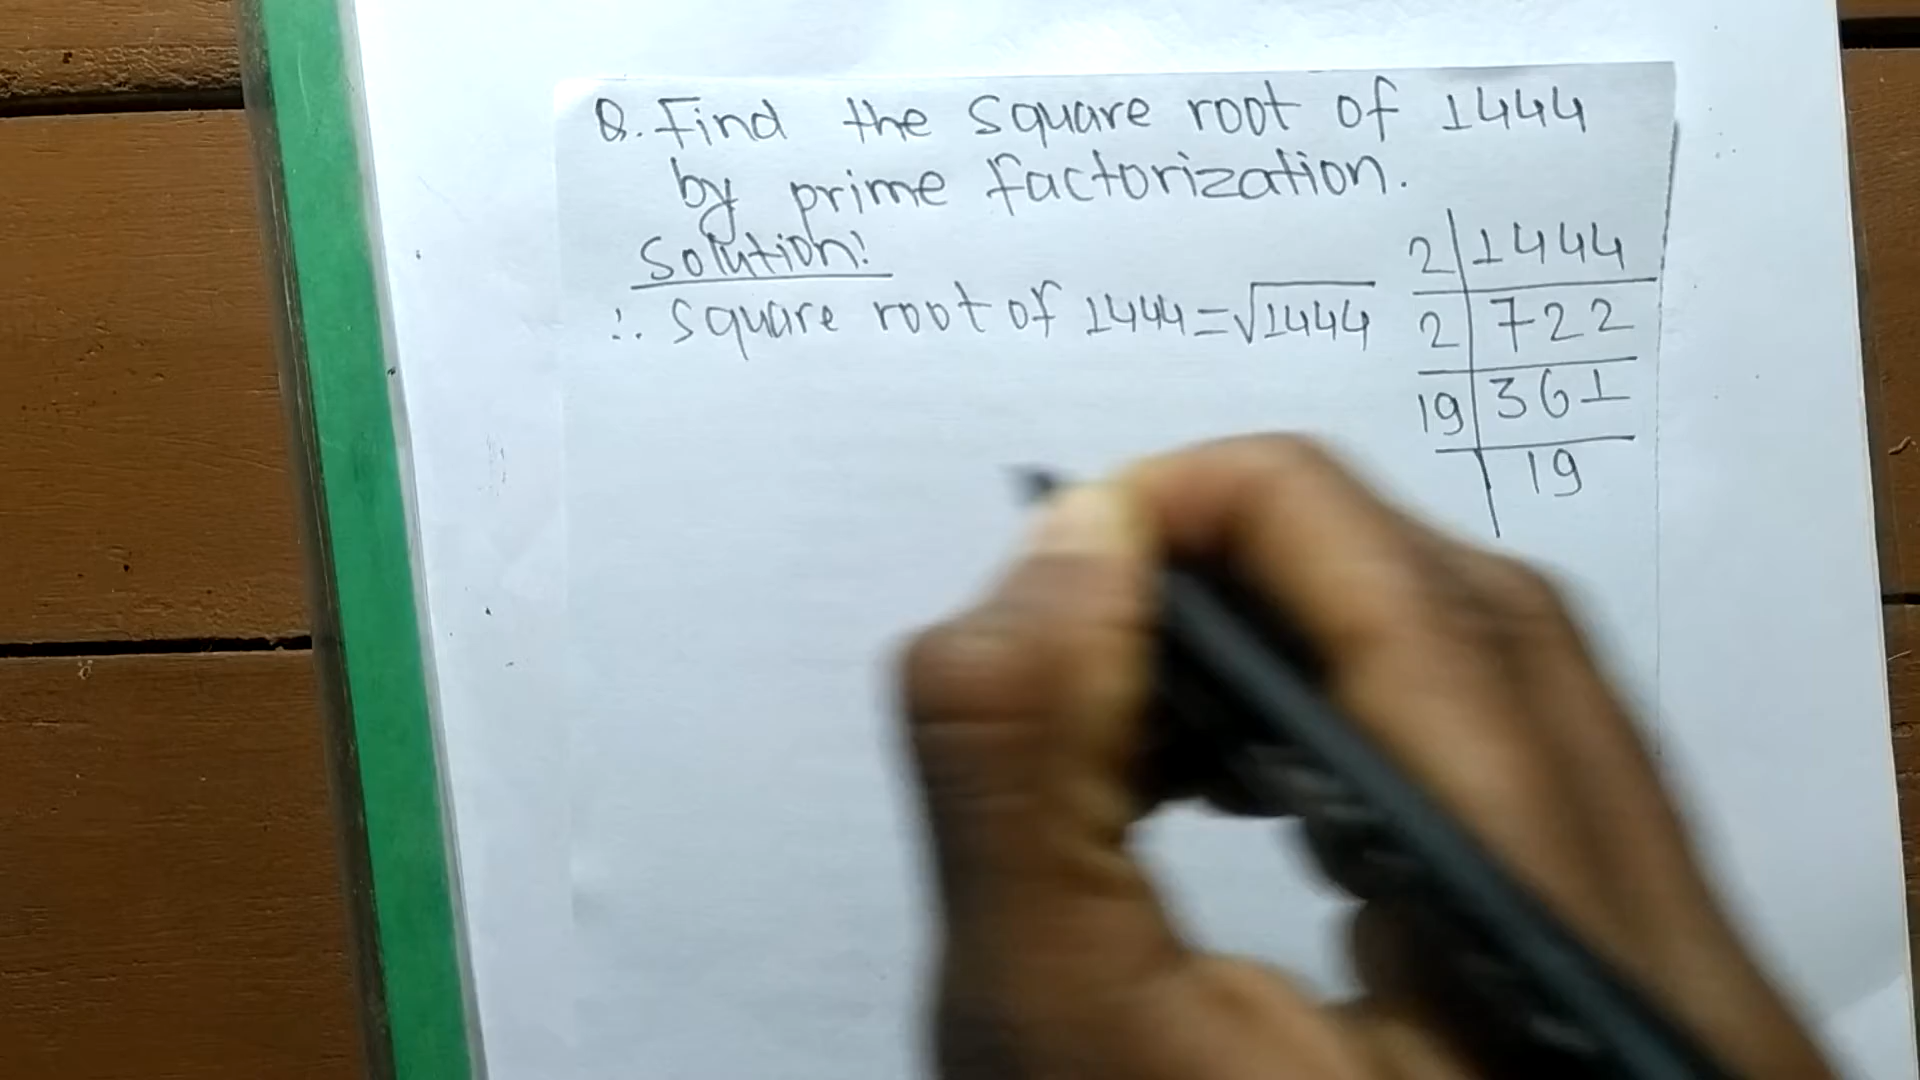 Q. Find the square root of 1444
by prime factorization.
Solution:
∴ square root of 1444 = √1444
2 | 1444
2 | 722
19 | 361
| 19